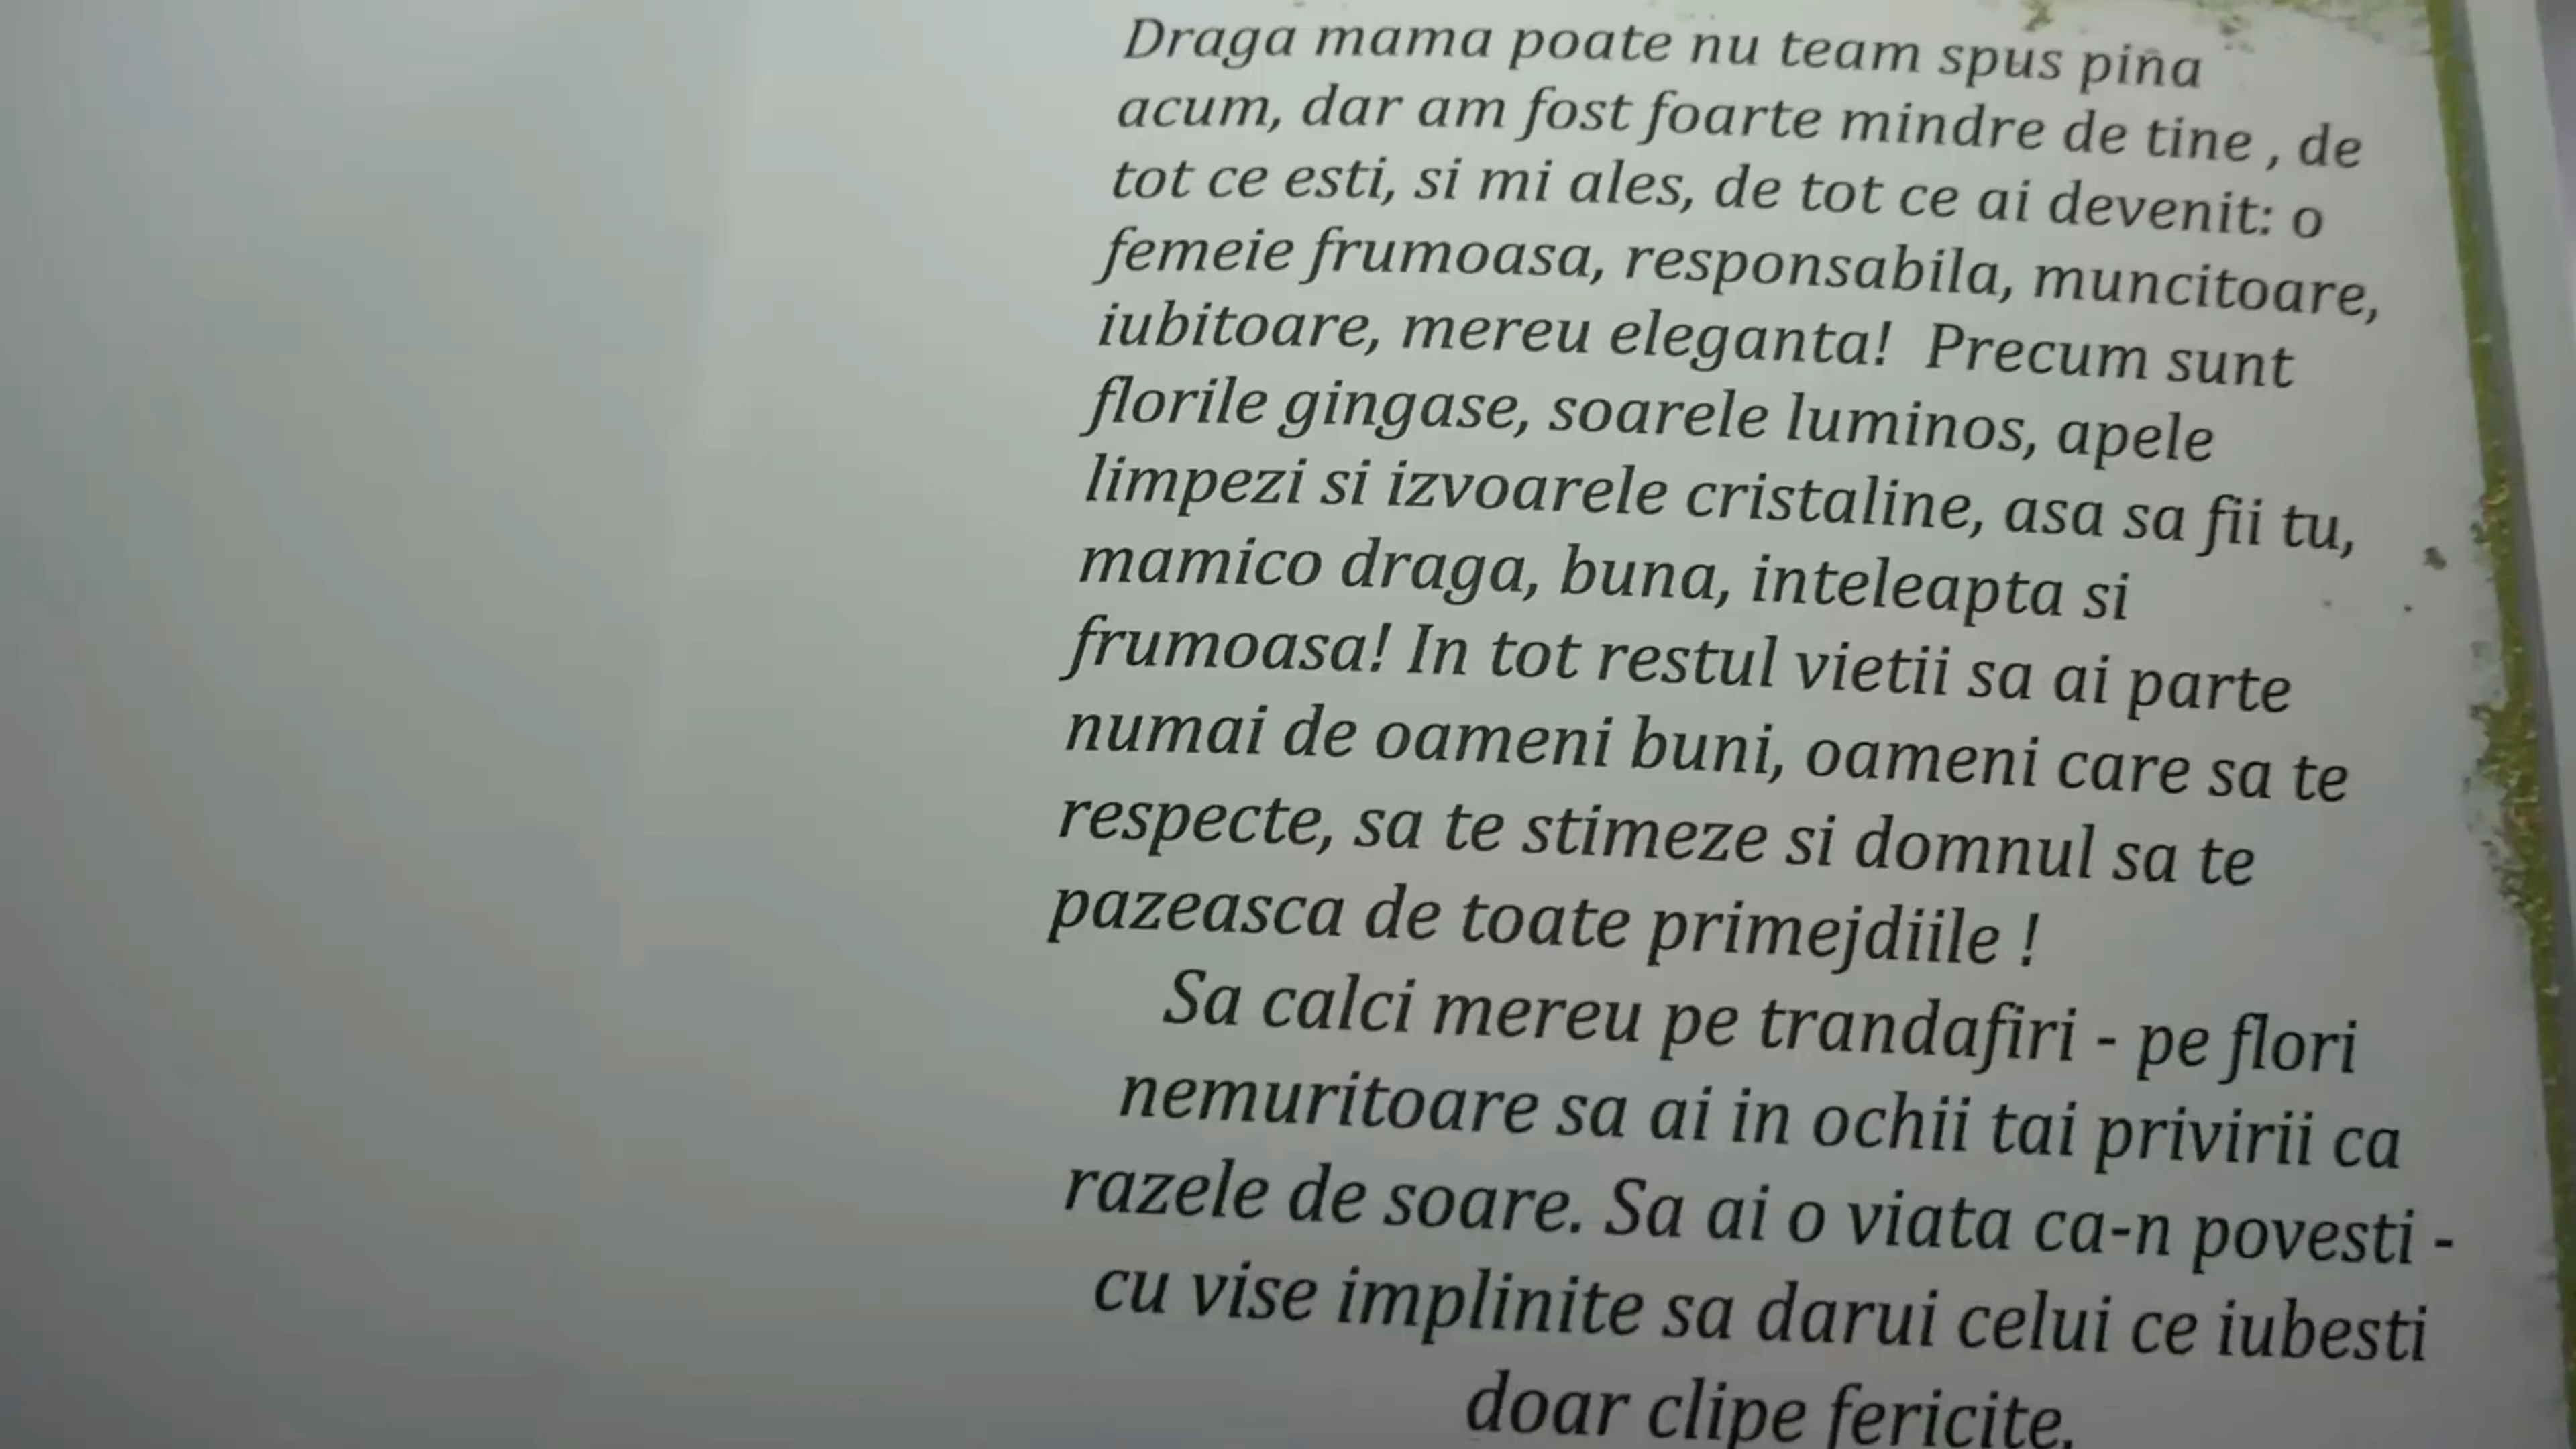 Draga mama poate nu team spus pina
acum, dar am fost foarte mindre de tine , de
tot ce esti, si mi ales, de tot ce ai devenit: o
femeie frumoasa, responsabila, muncitoare,
iubitoare, mereu eleganta! Precum sunt
florile gingase, soarele luminos, apele
limpezi si izvoarele cristaline, asa sa fii tu,
mamico draga, buna, inteleapta si
frumoasa! In tot restul vietii sa ai parte
numai de oameni buni, oameni care sa te
respecte, sa te stimeze si domnul sa te
pazeasca de toate primejdiile !
Sa calci mereu pe trandafiri - pe flori
nemuritoare sa ai in ochii tai privirii ca
razele de soare. Sa ai o viata ca-n povesti -
cu vise implinite sa darui celui ce iubesti
doar clipe fericite.